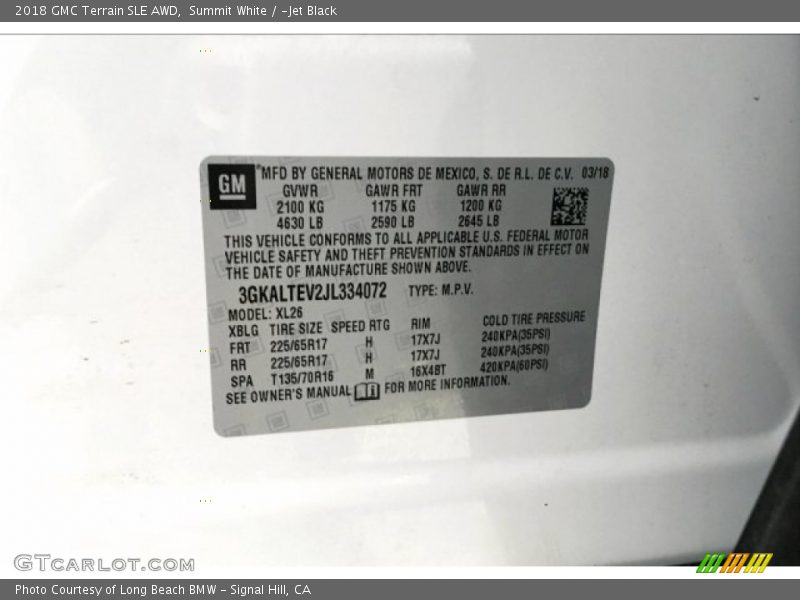 2018 GMC Terrain SLE AWD, Summit White / -Jet Black
GM
MFD BY GENERAL MOTORS DE MEXICO, S. DE R.L. DE C.V. 03/18
GVWR GAWR FRT GAWR RR
2100 KG 1175 KG 1200 KG
4630 LB 2590 LB 2645 LB
THIS VEHICLE CONFORMS TO ALL APPLICABLE U.S. FEDERAL MOTOR
VEHICLE SAFETY AND THEFT PREVENTION STANDARDS IN EFFECT ON
THE DATE OF MANUFACTURE SHOWN ABOVE.
3GKALTEV2JL334072 TYPE: M.P.V.
MODEL: XL26
XBLG TIRE SIZE SPEED RTG RIM COLD TIRE PRESSURE
FRT 225/65R17 H 17X7J 240KPA(35PSI)
RR 225/65R17 H 17X7J 240KPA(35PSI)
SPA T135/70R16 M 16X4BT 420KPA(60PSI)
SEE OWNER'S MANUAL FOR MORE INFORMATION.
GTCARLOT.COM
Photo Courtesy of Long Beach BMW - Signal Hill, CA